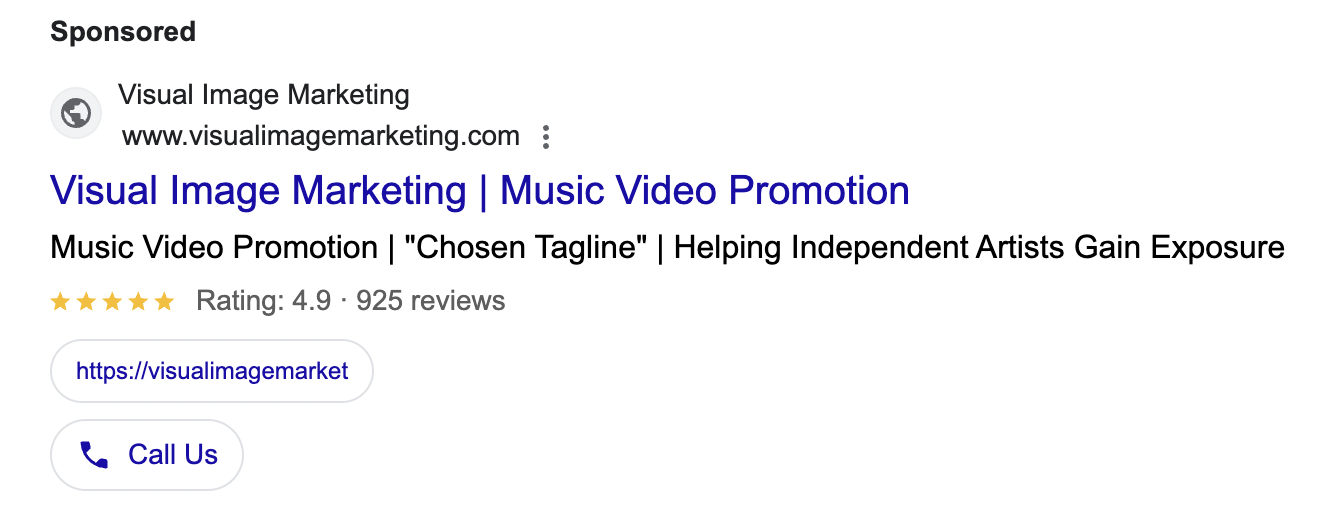 Sponsored
Visual Image Marketing
www.visualimagemarketing.com
Visual Image Marketing | Music Video Promotion
Music Video Promotion | "Chosen Tagline" | Helping Independent Artists Gain Exposure
Rating: 4.9 · 925 reviews
https://visualimagemarket
Call Us